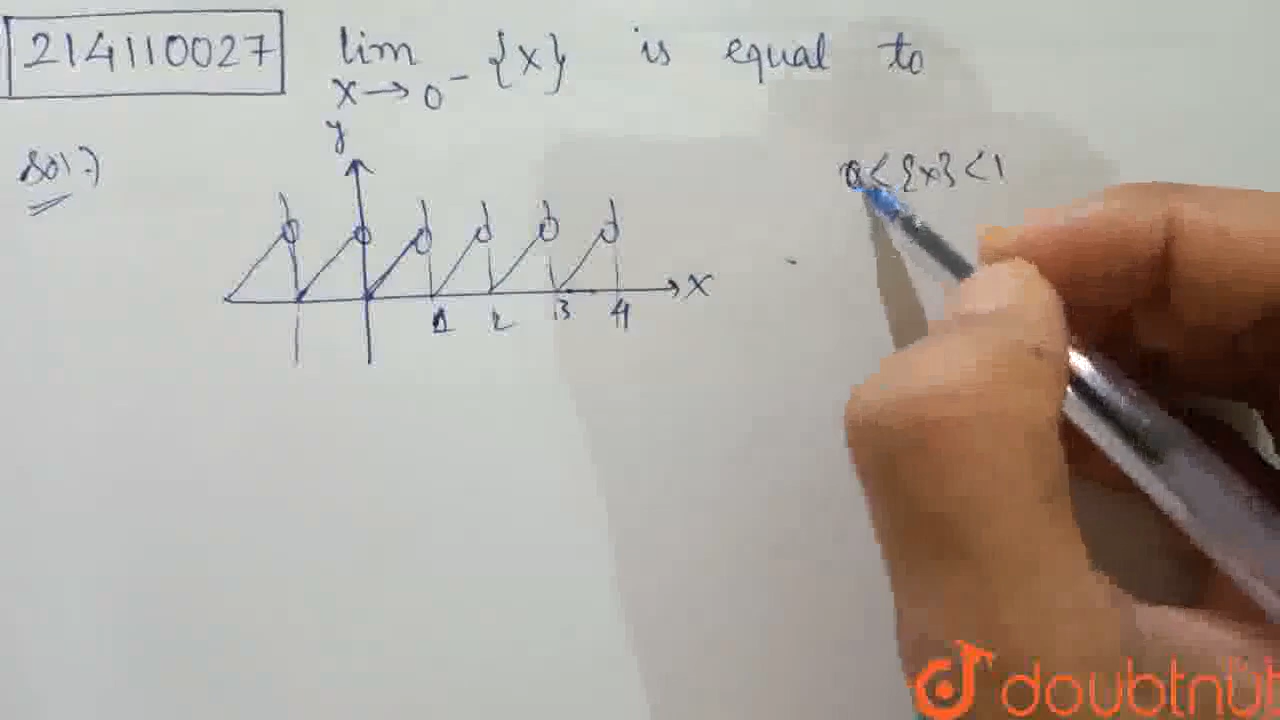 214110027 lim x→0⁻ {x} is equal to
Sol:)
y
0<{x}<1
x
1 2 3 4
doubtnut